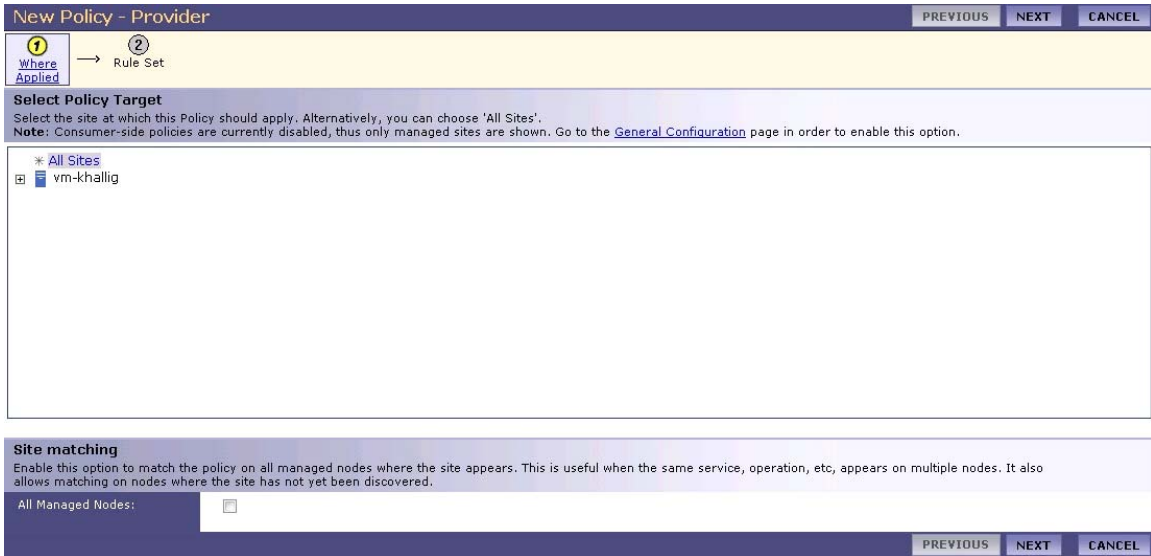 New Policy - Provider
PREVIOUS NEXT CANCEL
1 2
Where Applied Rule Set
Select Policy Target
Select the site at which this Policy should apply. Alternatively, you can choose 'All Sites'.
Note: Consumer-side policies are currently disabled, thus only managed sites are shown. Go to the General Configuration page in order to enable this option.
All Sites
vm-khallig
Site matching
Enable this option to match the policy on all managed nodes where the site appears. This is useful when the same service, operation, etc, appears on multiple nodes. It also
allows matching on nodes where the site has not yet been discovered.
All Managed Nodes:
PREVIOUS NEXT CANCEL